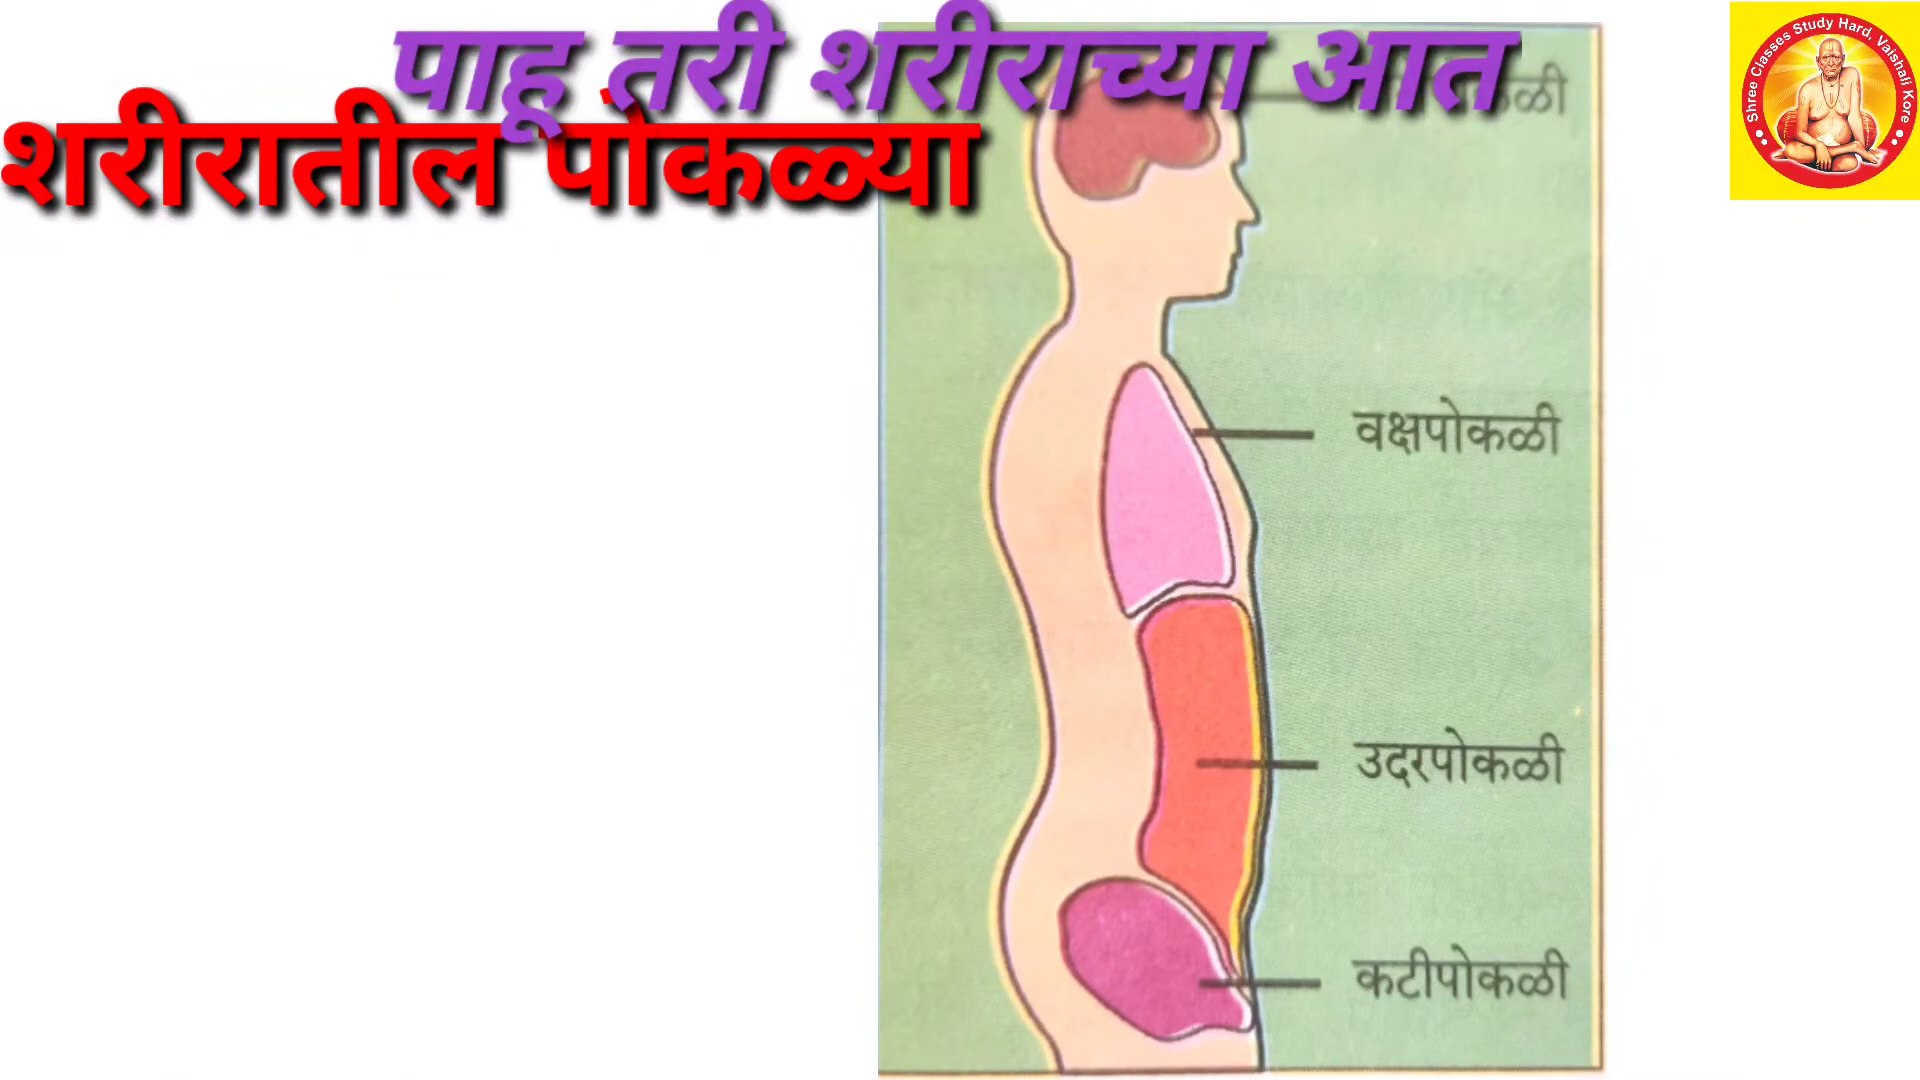 पाहू तरी शरीराच्या आत
शरीरातील पोकळ्या
वक्षपोकळी
उदरपोकळी
कटीपोकळी
Shree Classes Study Hard, Vaishali Kore